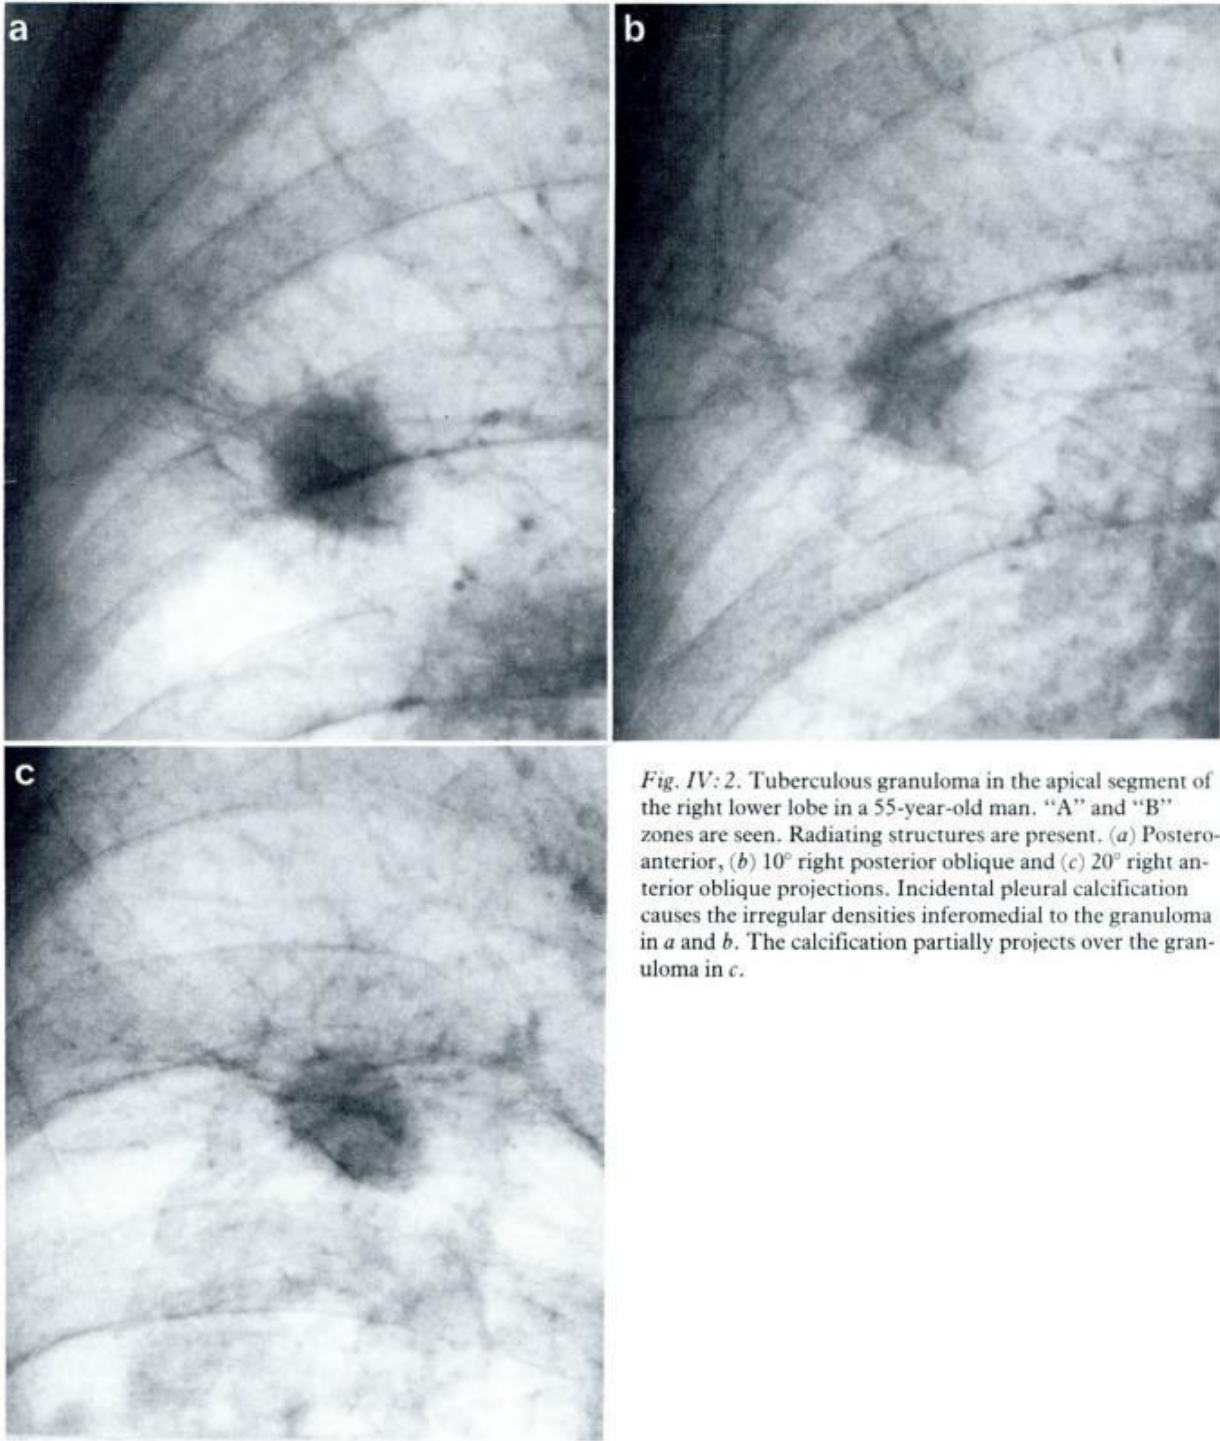 a
b
c
Fig. IV: 2. Tuberculous granuloma in the apical segment of
the right lower lobe in a 55-year-old man. “A” and “B”
zones are seen. Radiating structures are present. (a) Postero-
anterior, (b) 10° right posterior oblique and (c) 20° right an-
terior oblique projections. Incidental pleural calcification
causes the irregular densities inferomedial to the granuloma
in a and b. The calcification partially projects over the gran-
uloma in c.